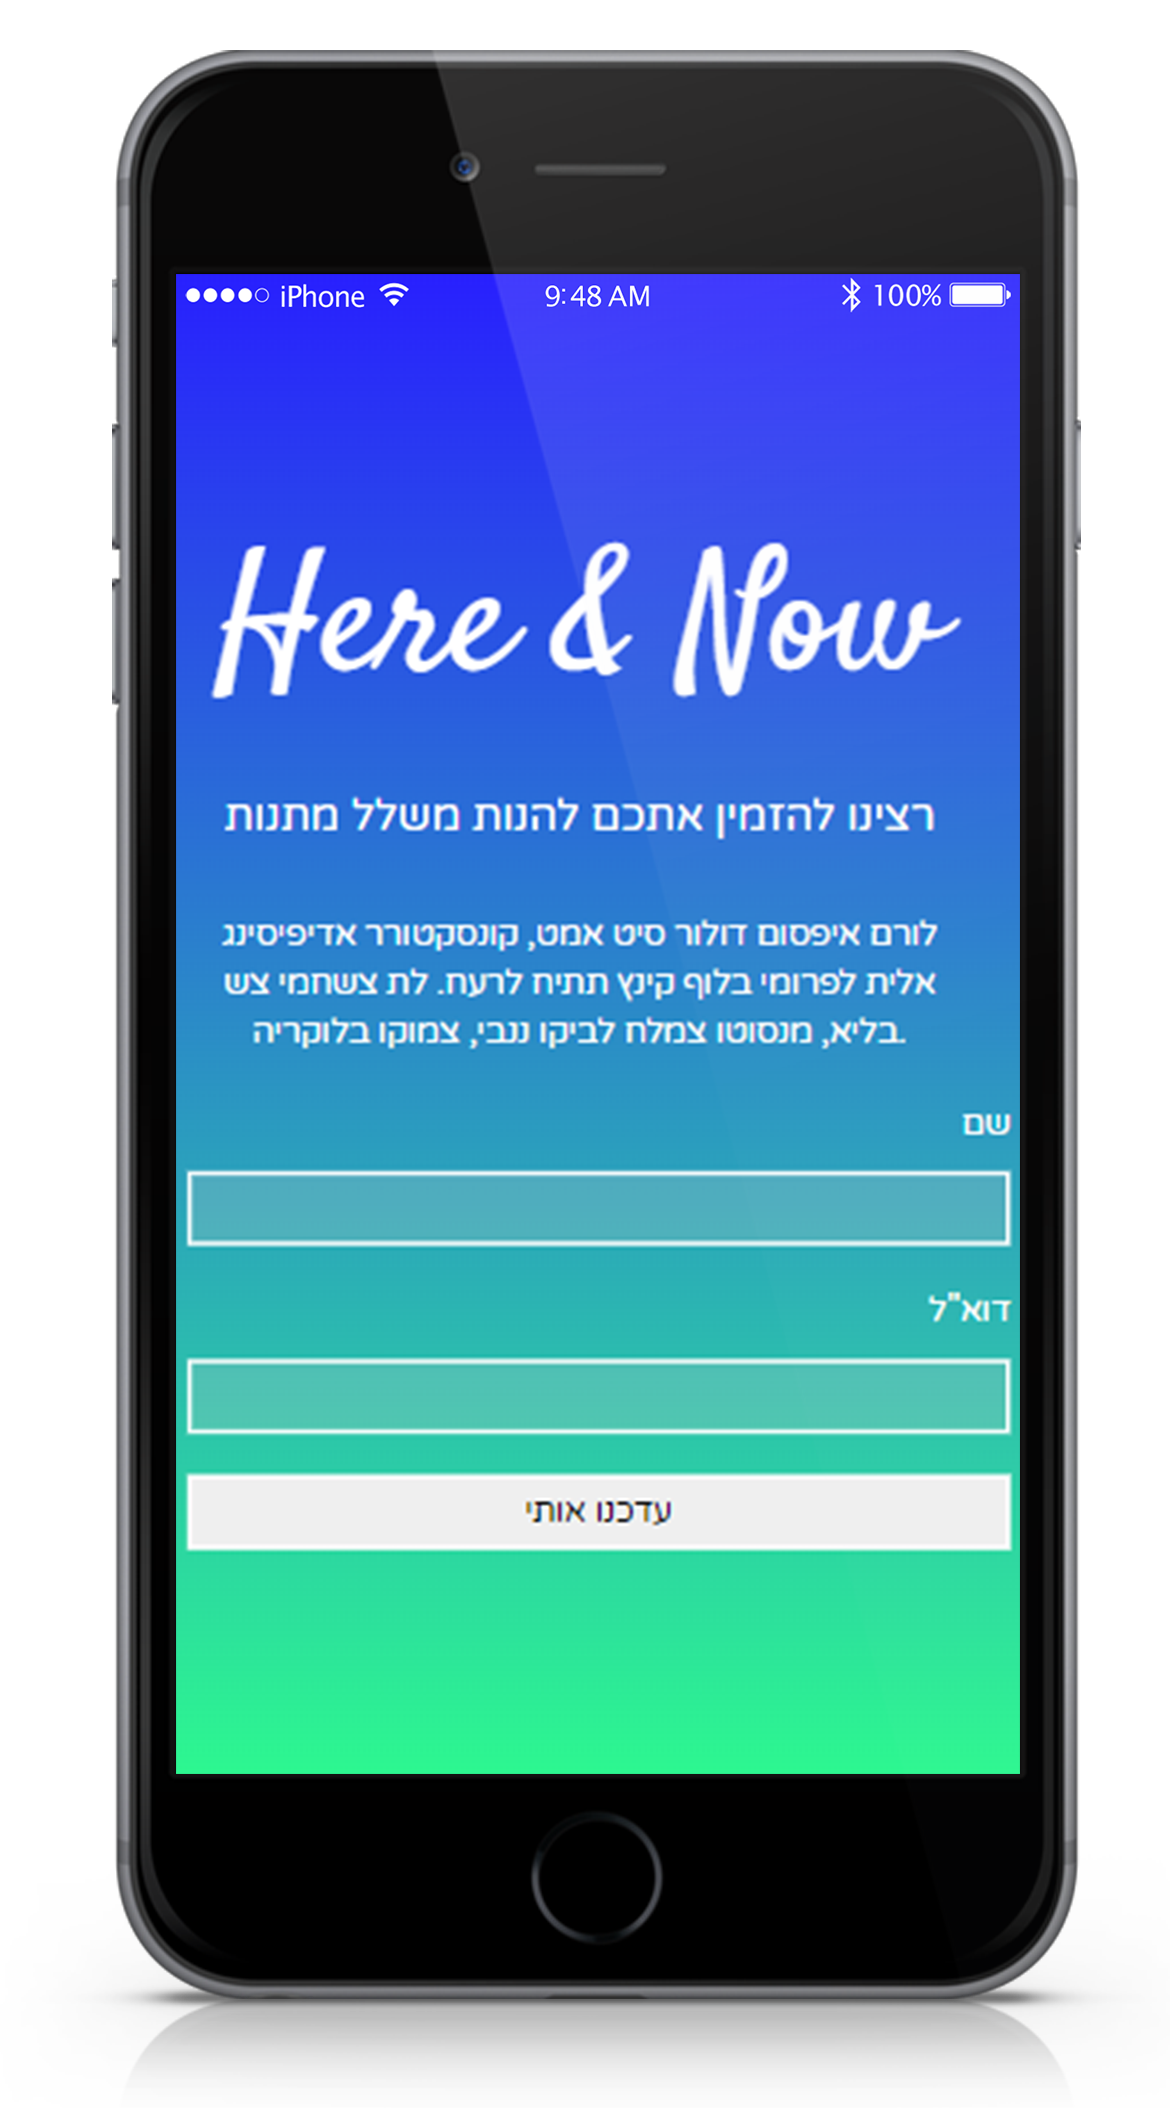 iPhone 9:48 AM 100%
Here & Now
רצינו להזמין אתכם להנות משלל מתנות
לורם איפסום דולור סיט אמט, קונסקטורר אדיפיסינג
אלית לפרומי בלוף קינץ תתיח לרעח. לת צשחמי צש
בליא, מנסוטו צמלח לביקו ננבי, צמוקו בלוקריה.
שם
דוא"ל
עדכנו אותי